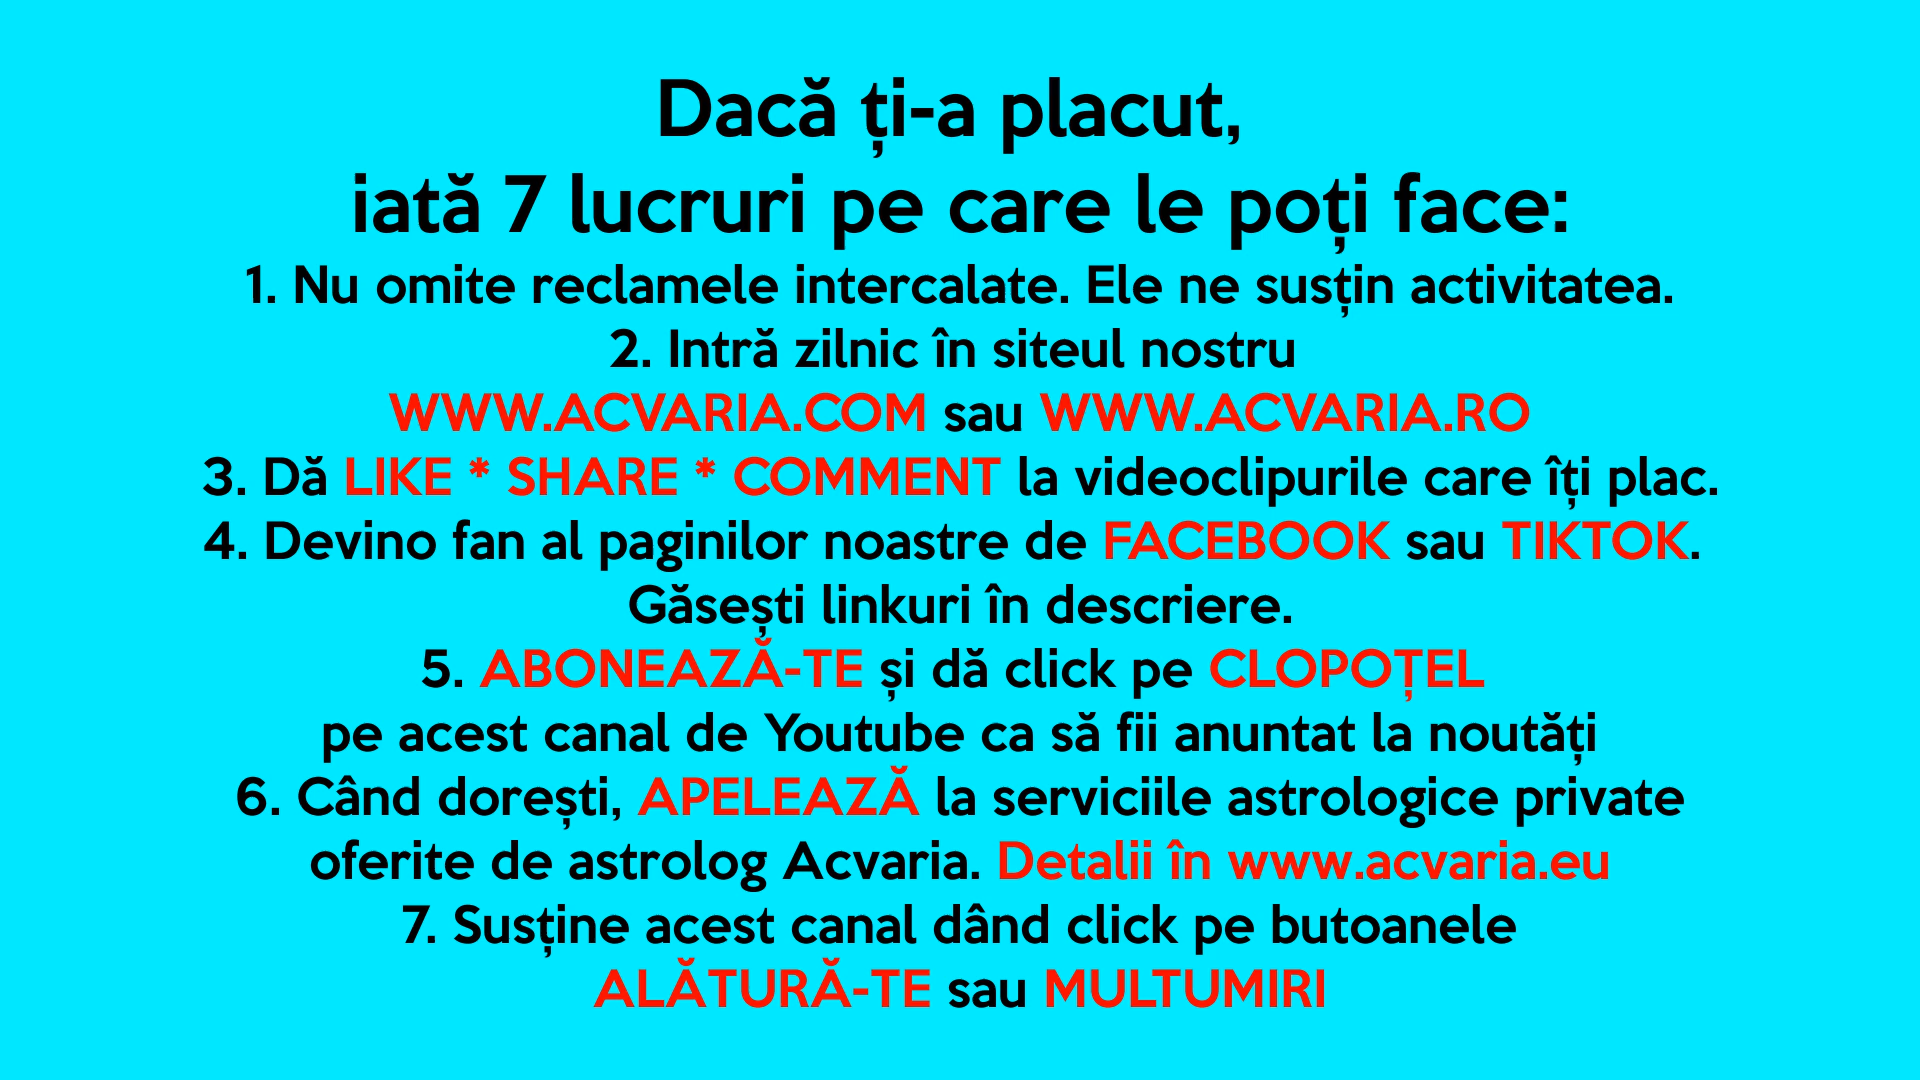 Dacă ți-a placut,
iată 7 lucruri pe care le poți face:
1. Nu omite reclamele intercalate. Ele ne susțin activitatea.
2. Intră zilnic în siteul nostru
WWW.ACVARIA.COM sau WWW.ACVARIA.RO
3. Dă LIKE * SHARE * COMMENT la videoclipurile care îți plac.
4. Devino fan al paginilor noastre de FACEBOOK sau TIKTOK.
Găsești linkuri în descriere.
5. ABONEAZĂ-TE și dă click pe CLOPOȚEL
pe acest canal de Youtube ca să fii anuntat la noutăți
6. Când dorești, APELEAZĂ la serviciile astrologice private
oferite de astrolog Acvaria. Detalii în www.acvaria.eu
7. Susține acest canal dând click pe butoanele
ALĂTURĂ-TE sau MULTUMIRI